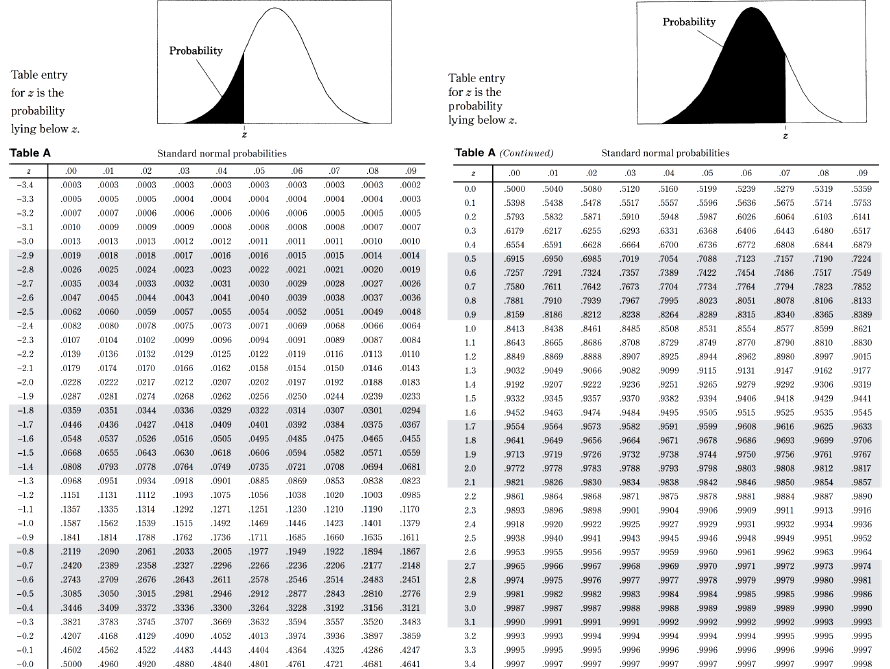 Probability
Table entry
for z is the
probability
lying below z.
z
Table A Standard normal probabilities
z .00 .01 .02 .03 .04 .05 .06 .07 .08 .09
−3.4 .0003 .0003 .0003 .0003 .0003 .0003 .0003 .0003 .0003 .0002
−3.3 .0005 .0005 .0005 .0004 .0004 .0004 .0004 .0004 .0004 .0003
−3.2 .0007 .0007 .0006 .0006 .0006 .0006 .0006 .0005 .0005 .0005
−3.1 .0010 .0009 .0009 .0009 .0008 .0008 .0008 .0008 .0007 .0007
−3.0 .0013 .0013 .0013 .0012 .0012 .0011 .0011 .0011 .0010 .0010
−2.9 .0019 .0018 .0018 .0017 .0016 .0016 .0015 .0015 .0014 .0014
−2.8 .0026 .0025 .0024 .0023 .0023 .0022 .0021 .0021 .0020 .0019
−2.7 .0035 .0034 .0033 .0032 .0031 .0030 .0029 .0028 .0027 .0026
−2.6 .0047 .0045 .0044 .0043 .0041 .0040 .0039 .0038 .0037 .0036
−2.5 .0062 .0060 .0059 .0057 .0055 .0054 .0052 .0051 .0049 .0048
−2.4 .0082 .0080 .0078 .0075 .0073 .0071 .0069 .0068 .0066 .0064
−2.3 .0107 .0104 .0102 .0099 .0096 .0094 .0091 .0089 .0087 .0084
−2.2 .0139 .0136 .0132 .0129 .0125 .0122 .0119 .0116 .0113 .0110
−2.1 .0179 .0174 .0170 .0166 .0162 .0158 .0154 .0150 .0146 .0143
−2.0 .0228 .0222 .0217 .0212 .0207 .0202 .0197 .0192 .0188 .0183
−1.9 .0287 .0281 .0274 .0268 .0262 .0256 .0250 .0244 .0239 .0233
−1.8 .0359 .0351 .0344 .0336 .0329 .0322 .0314 .0307 .0301 .0294
−1.7 .0446 .0436 .0427 .0418 .0409 .0401 .0392 .0384 .0375 .0367
−1.6 .0548 .0537 .0526 .0516 .0505 .0495 .0485 .0475 .0465 .0455
−1.5 .0668 .0655 .0643 .0630 .0618 .0606 .0594 .0582 .0571 .0559
−1.4 .0808 .0793 .0778 .0764 .0749 .0735 .0721 .0708 .0694 .0681
−1.3 .0968 .0951 .0934 .0918 .0901 .0885 .0869 .0853 .0838 .0823
−1.2 .1151 .1131 .1112 .1093 .1075 .1056 .1038 .1020 .1003 .0985
−1.1 .1357 .1335 .1314 .1292 .1271 .1251 .1230 .1210 .1190 .1170
−1.0 .1587 .1562 .1539 .1515 .1492 .1469 .1446 .1423 .1401 .1379
−0.9 .1841 .1814 .1788 .1762 .1736 .1711 .1685 .1660 .1635 .1611
−0.8 .2119 .2090 .2061 .2033 .2005 .1977 .1949 .1922 .1894 .1867
−0.7 .2420 .2389 .2358 .2327 .2296 .2266 .2236 .2206 .2177 .2148
−0.6 .2743 .2709 .2676 .2643 .2611 .2578 .2546 .2514 .2483 .2451
−0.5 .3085 .3050 .3015 .2981 .2946 .2912 .2877 .2843 .2810 .2776
−0.4 .3446 .3409 .3372 .3336 .3300 .3264 .3228 .3192 .3156 .3121
−0.3 .3821 .3783 .3745 .3707 .3669 .3632 .3594 .3557 .3520 .3483
−0.2 .4207 .4168 .4129 .4090 .4052 .4013 .3974 .3936 .3897 .3859
−0.1 .4602 .4562 .4522 .4483 .4443 .4404 .4364 .4325 .4286 .4247
−0.0 .5000 .4960 .4920 .4880 .4840 .4801 .4761 .4721 .4681 .4641
Probability
Table entry
for z is the
probability
lying below z.
z
Table A (Continued) Standard normal probabilities
z .00 .01 .02 .03 .04 .05 .06 .07 .08 .09
0.0 .5000 .5040 .5080 .5120 .5160 .5199 .5239 .5279 .5319 .5359
0.1 .5398 .5438 .5478 .5517 .5557 .5596 .5636 .5675 .5714 .5753
0.2 .5793 .5832 .5871 .5910 .5948 .5987 .6026 .6064 .6103 .6141
0.3 .6179 .6217 .6255 .6293 .6331 .6368 .6406 .6443 .6480 .6517
0.4 .6554 .6591 .6628 .6664 .6700 .6736 .6772 .6808 .6844 .6879
0.5 .6915 .6950 .6985 .7019 .7054 .7088 .7123 .7157 .7190 .7224
0.6 .7257 .7291 .7324 .7357 .7389 .7422 .7454 .7486 .7517 .7549
0.7 .7580 .7611 .7642 .7673 .7704 .7734 .7764 .7794 .7823 .7852
0.8 .7881 .7910 .7939 .7967 .7995 .8023 .8051 .8078 .8106 .8133
0.9 .8159 .8186 .8212 .8238 .8264 .8289 .8315 .8340 .8365 .8389
1.0 .8413 .8438 .8461 .8485 .8508 .8531 .8554 .8577 .8599 .8621
1.1 .8643 .8665 .8686 .8708 .8729 .8749 .8770 .8790 .8810 .8830
1.2 .8849 .8869 .8888 .8907 .8925 .8944 .8962 .8980 .8997 .9015
1.3 .9032 .9049 .9066 .9082 .9099 .9115 .9131 .9147 .9162 .9177
1.4 .9192 .9207 .9222 .9236 .9251 .9265 .9279 .9292 .9306 .9319
1.5 .9332 .9345 .9357 .9370 .9382 .9394 .9406 .9418 .9429 .9441
1.6 .9452 .9463 .9474 .9484 .9495 .9505 .9515 .9525 .9535 .9545
1.7 .9554 .9564 .9573 .9582 .9591 .9599 .9608 .9616 .9625 .9633
1.8 .9641 .9649 .9656 .9664 .9671 .9678 .9686 .9693 .9699 .9706
1.9 .9713 .9719 .9726 .9732 .9738 .9744 .9750 .9756 .9761 .9767
2.0 .9772 .9778 .9783 .9788 .9793 .9798 .9803 .9808 .9812 .9817
2.1 .9821 .9826 .9830 .9834 .9838 .9842 .9846 .9850 .9854 .9857
2.2 .9861 .9864 .9868 .9871 .9875 .9878 .9881 .9884 .9887 .9890
2.3 .9893 .9896 .9898 .9901 .9904 .9906 .9909 .9911 .9913 .9916
2.4 .9918 .9920 .9922 .9925 .9927 .9929 .9931 .9932 .9934 .9936
2.5 .9938 .9940 .9941 .9943 .9945 .9946 .9948 .9949 .9951 .9952
2.6 .9953 .9955 .9956 .9957 .9959 .9960 .9961 .9962 .9963 .9964
2.7 .9965 .9966 .9967 .9968 .9969 .9970 .9971 .9972 .9973 .9974
2.8 .9974 .9975 .9976 .9977 .9977 .9978 .9979 .9979 .9980 .9981
2.9 .9981 .9982 .9982 .9983 .9984 .9984 .9985 .9985 .9986 .9986
3.0 .9987 .9987 .9987 .9988 .9988 .9989 .9989 .9989 .9990 .9990
3.1 .9990 .9991 .9991 .9991 .9992 .9992 .9992 .9992 .9993 .9993
3.2 .9993 .9993 .9994 .9994 .9994 .9994 .9994 .9995 .9995 .9995
3.3 .9995 .9995 .9995 .9996 .9996 .9996 .9996 .9996 .9996 .9997
3.4 .9997 .9997 .9997 .9997 .9997 .9997 .9997 .9997 .9997 .9998